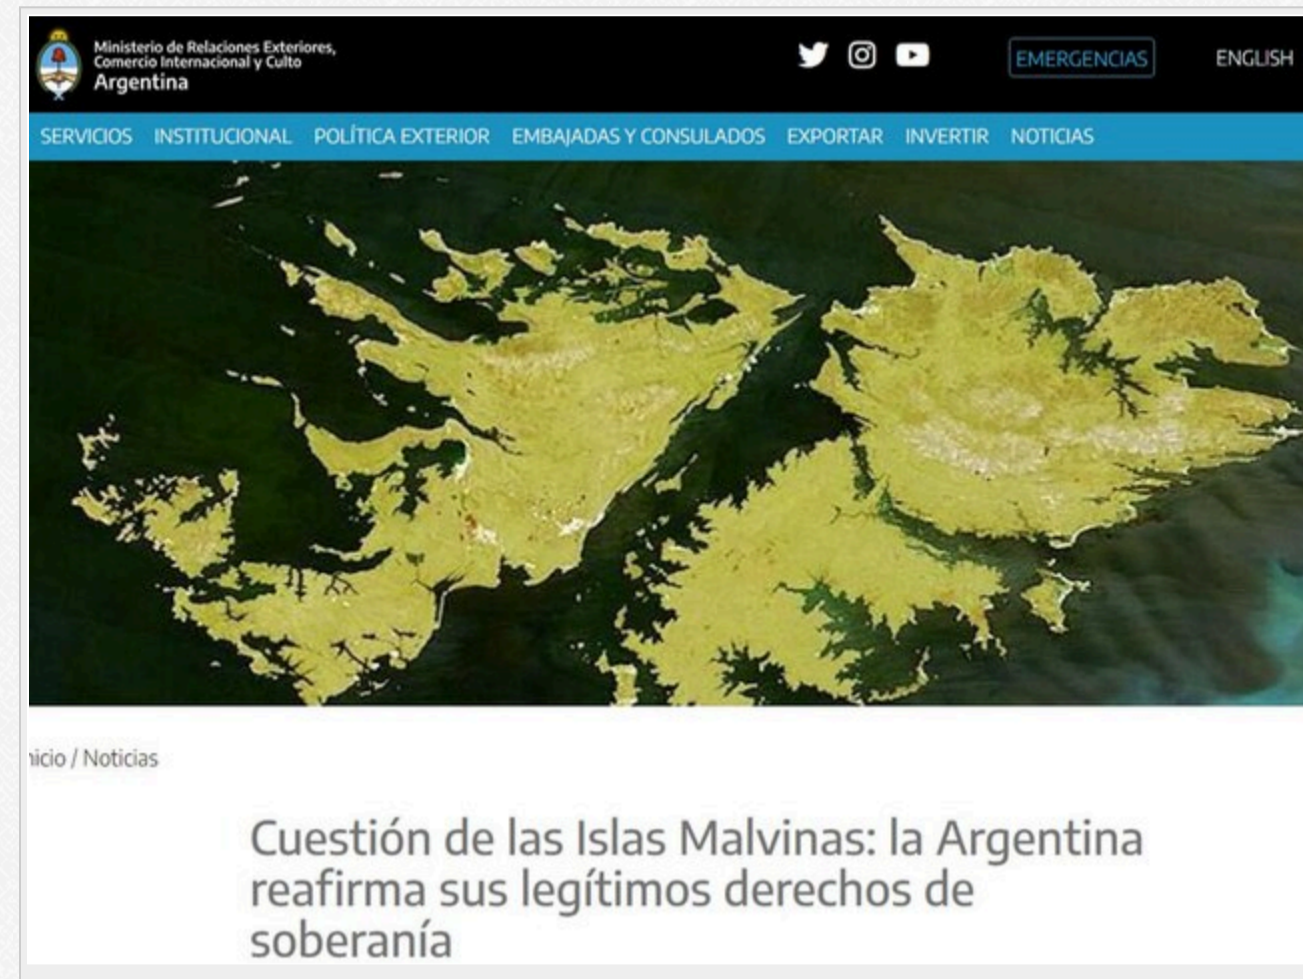 Ministerio de Relaciones Exteriores,
Comercio Internacional y Culto
Argentina
EMERGENCIAS
ENGLISH
SERVICIOS INSTITUCIONAL POLÍTICA EXTERIOR EMBAJADAS Y CONSULADOS EXPORTAR INVERTIR NOTICIAS
nicio / Noticias
Cuestión de las Islas Malvinas: la Argentina
reafirma sus legítimos derechos de
soberanía